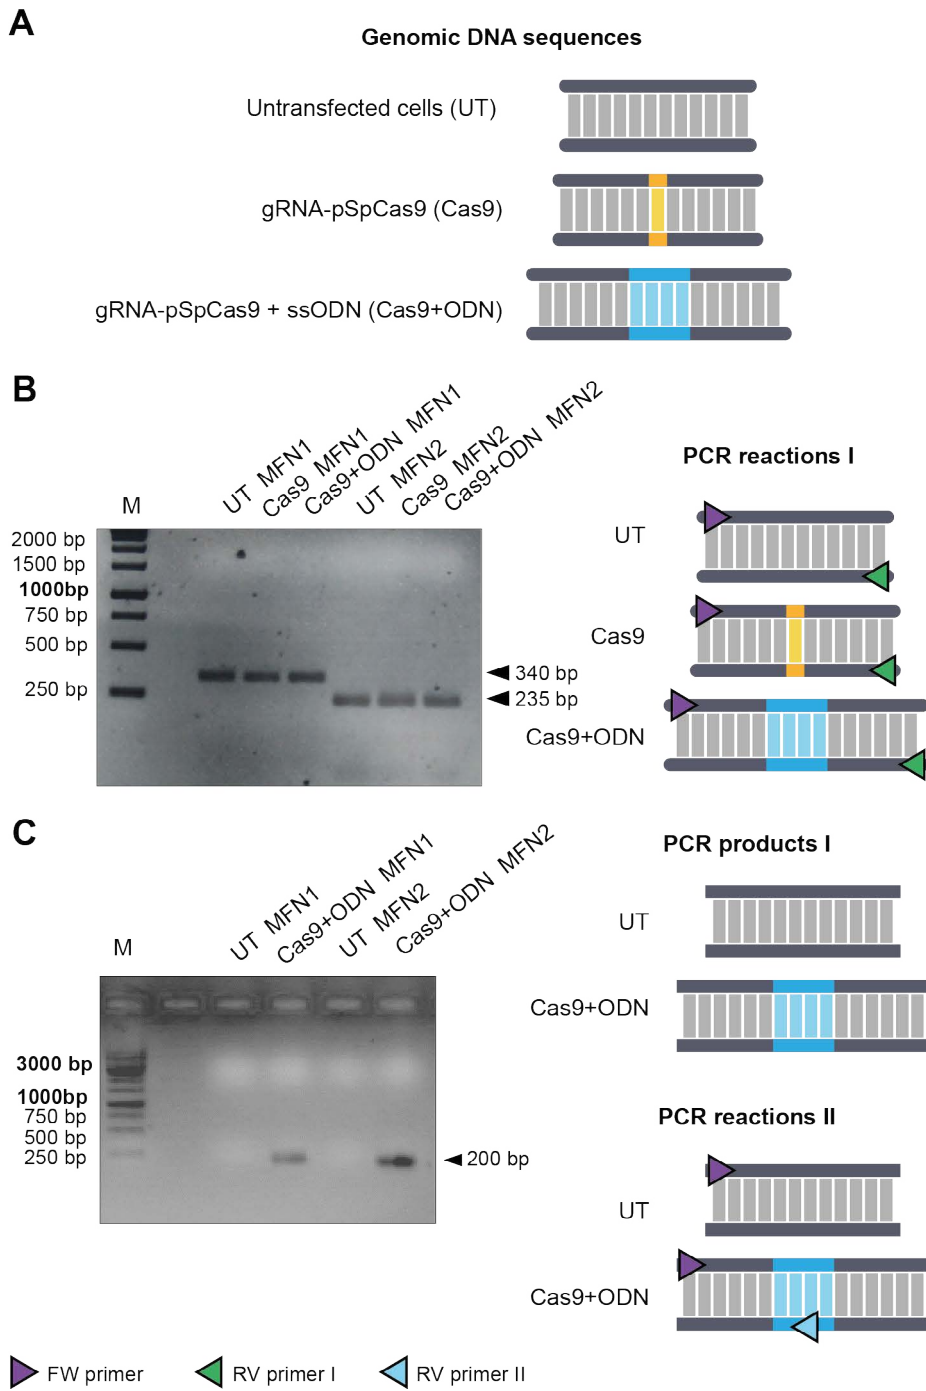 A
Genomic DNA sequences
Untransfected cells (UT)
gRNA-pSpCas9 (Cas9)
gRNA-pSpCas9 + ssODN (Cas9+ODN)
B
M
UT MFN1
Cas9 MFN1
Cas9+ODN MFN1
UT MFN2
Cas9 MFN2
Cas9+ODN MFN2
2000 bp
1500 bp
1000bp
750 bp
500 bp
250 bp
340 bp
235 bp
PCR reactions I
UT
Cas9
Cas9+ODN
C
M
UT MFN1
Cas9+ODN MFN1
UT MFN2
Cas9+ODN MFN2
3000 bp
1000bp
750 bp
500 bp
250 bp
200 bp
PCR products I
UT
Cas9+ODN
PCR reactions II
UT
Cas9+ODN
FW primer
RV primer I
RV primer II